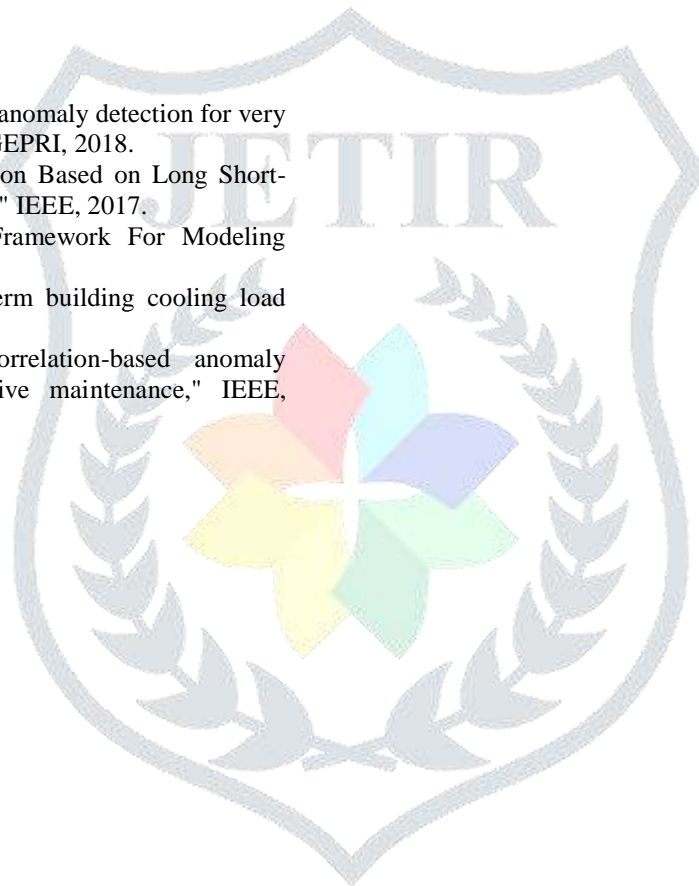 anomaly detection for very
GEPRI, 2018.
on Based on Long Short-
" IEEE, 2017.
Framework For Modeling
erm building cooling load
orrelation-based anomaly
ive maintenance," IEEE,
JETIR